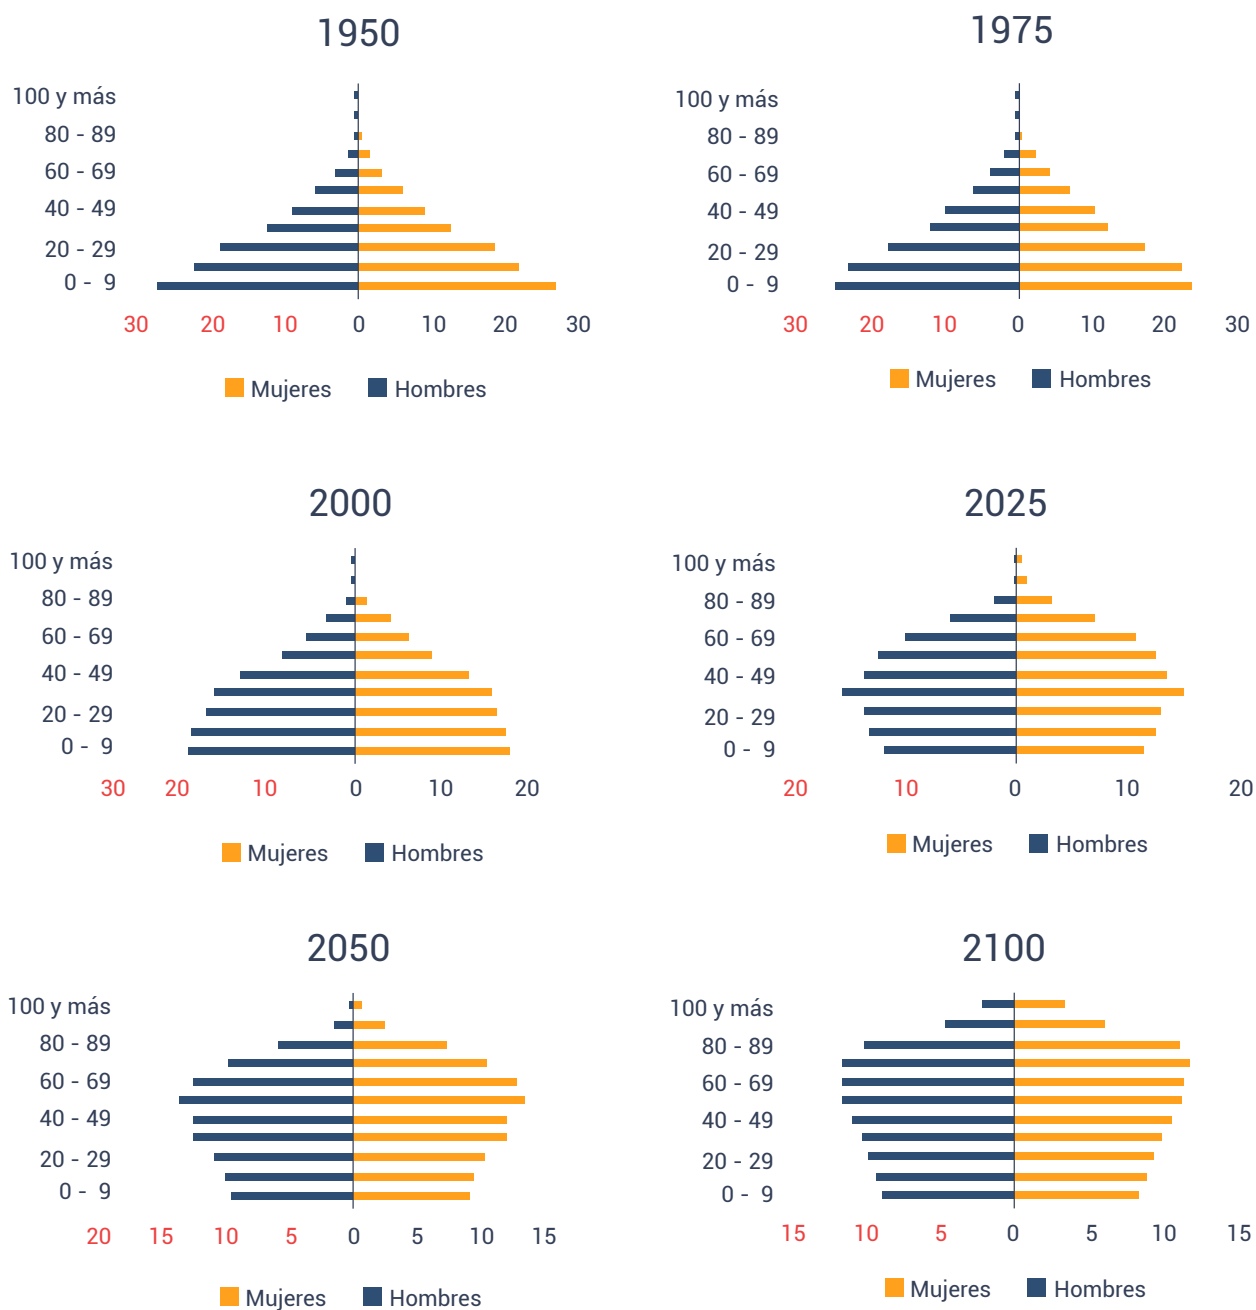 1950
100 y más
80 - 89
60 - 69
40 - 49
20 - 29
0 - 9
30 20 10 0 10 20 30
Mujeres Hombres
1975
100 y más
80 - 89
60 - 69
40 - 49
20 - 29
0 - 9
30 20 10 0 10 20 30
Mujeres Hombres
2000
100 y más
80 - 89
60 - 69
40 - 49
20 - 29
0 - 9
30 20 10 0 10 20
Mujeres Hombres
2025
100 y más
80 - 89
60 - 69
40 - 49
20 - 29
0 - 9
20 10 0 10 20
Mujeres Hombres
2050
100 y más
80 - 89
60 - 69
40 - 49
20 - 29
0 - 9
20 15 10 5 0 5 10 15
Mujeres Hombres
2100
100 y más
80 - 89
60 - 69
40 - 49
20 - 29
0 - 9
15 10 5 0 5 10 15
Mujeres Hombres